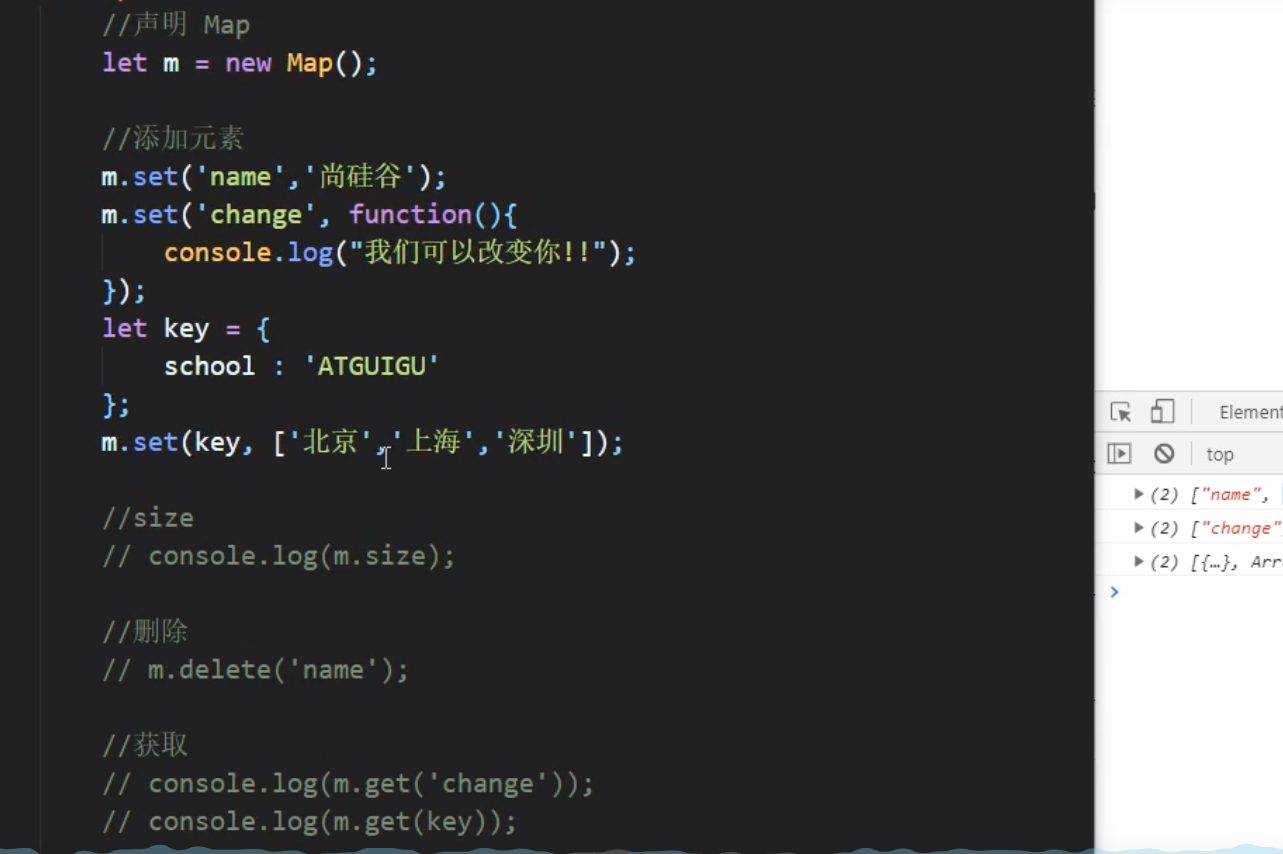 //声明 Map
let m = new Map();
//添加元素
m.set('name','尚硅谷');
m.set('change', function(){
console.log("我们可以改变你!!");
});
let key = {
school : 'ATGUIGU'
};
m.set(key, ['北京','上海','深圳']);
//size
// console.log(m.size);
//删除
// m.delete('name');
//获取
// console.log(m.get('change'));
// console.log(m.get(key));
Element
top
(2) ["name",
(2) ["change"
(2) [{…}, Arr